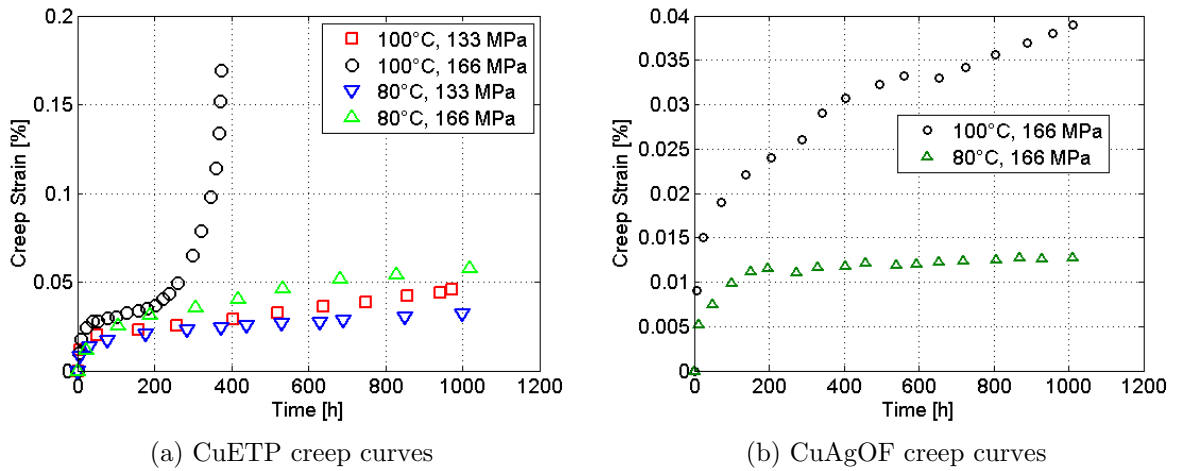 0.2
0.15
0.1
0.05
0
0 200 400 600 800 1000 1200
Creep Strain [%]
Time [h]
100°C, 133 MPa
100°C, 166 MPa
80°C, 133 MPa
80°C, 166 MPa
(a) CuETP creep curves
0.04
0.035
0.03
0.025
0.02
0.015
0.01
0.005
0
0 200 400 600 800 1000 1200
Creep Strain [%]
Time [h]
100°C, 166 MPa
80°C, 166 MPa
(b) CuAgOF creep curves